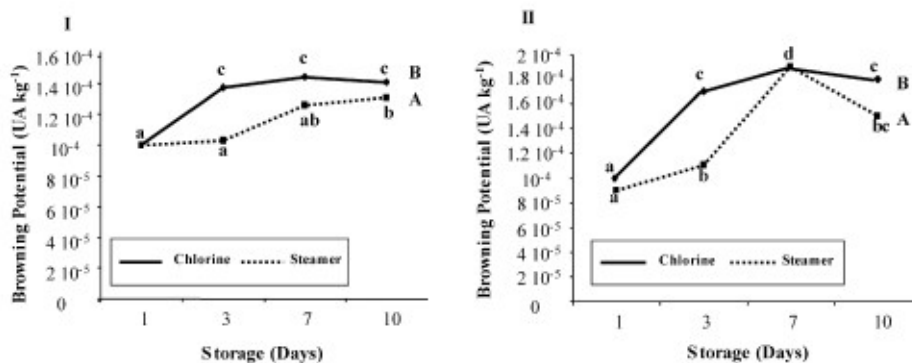 I
Browning Potential (UA kg-1)
1.6 10-4
1.4 10-4
1.2 10-4
10-4
8 10-5
6 10-5
4 10-5
2 10-5
0
a
c
c
c
B
a
ab
b
A
Chlorine
Steamer
1
3
7
10
Storage (Days)
II
Browning Potential (UA kg-1)
2 10-4
1.8 10-4
1.6 10-4
1.4 10-4
1.2 10-4
1 10-4
8 10-5
6 10-5
4 10-5
2 10-5
0
a
c
d
c
B
a
b
bc
A
Chlorine
Steamer
1
3
7
10
Storage (Days)